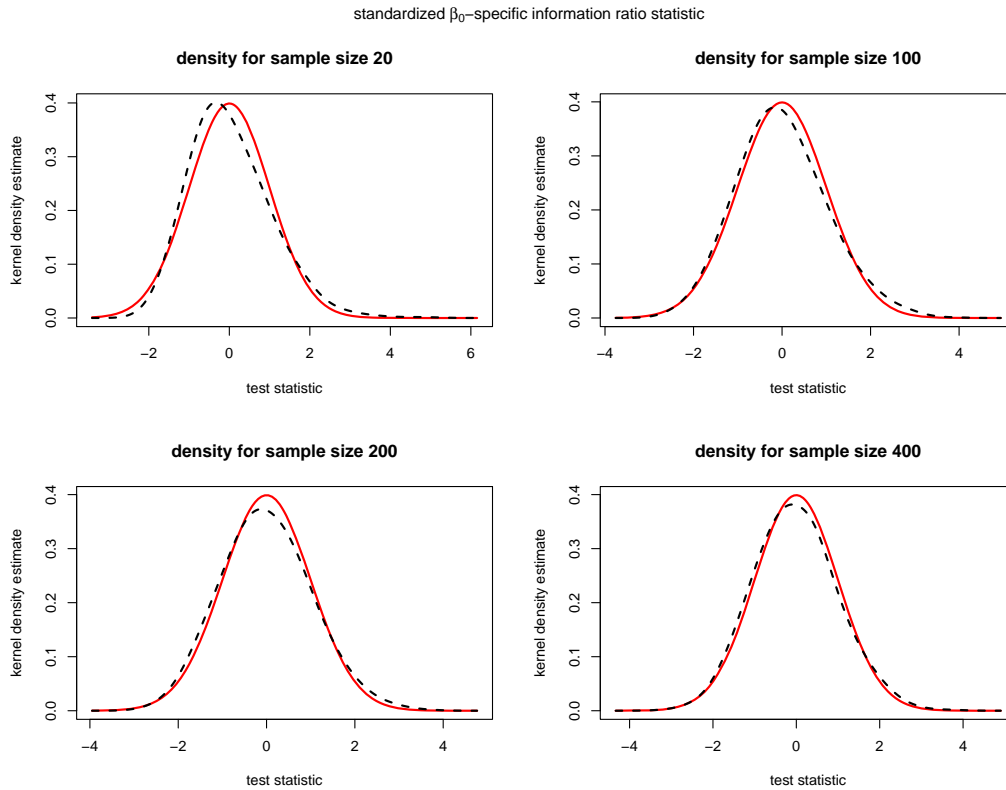 standardized β0−specific information ratio statistic
density for sample size 20
kernel density estimate
0.0 0.1 0.2 0.3 0.4
−2 0 2 4 6
test statistic
density for sample size 100
kernel density estimate
0.0 0.1 0.2 0.3 0.4
−4 −2 0 2 4
test statistic
density for sample size 200
kernel density estimate
0.0 0.1 0.2 0.3 0.4
−4 −2 0 2 4
test statistic
density for sample size 400
kernel density estimate
0.0 0.1 0.2 0.3 0.4
−4 −2 0 2 4
test statistic